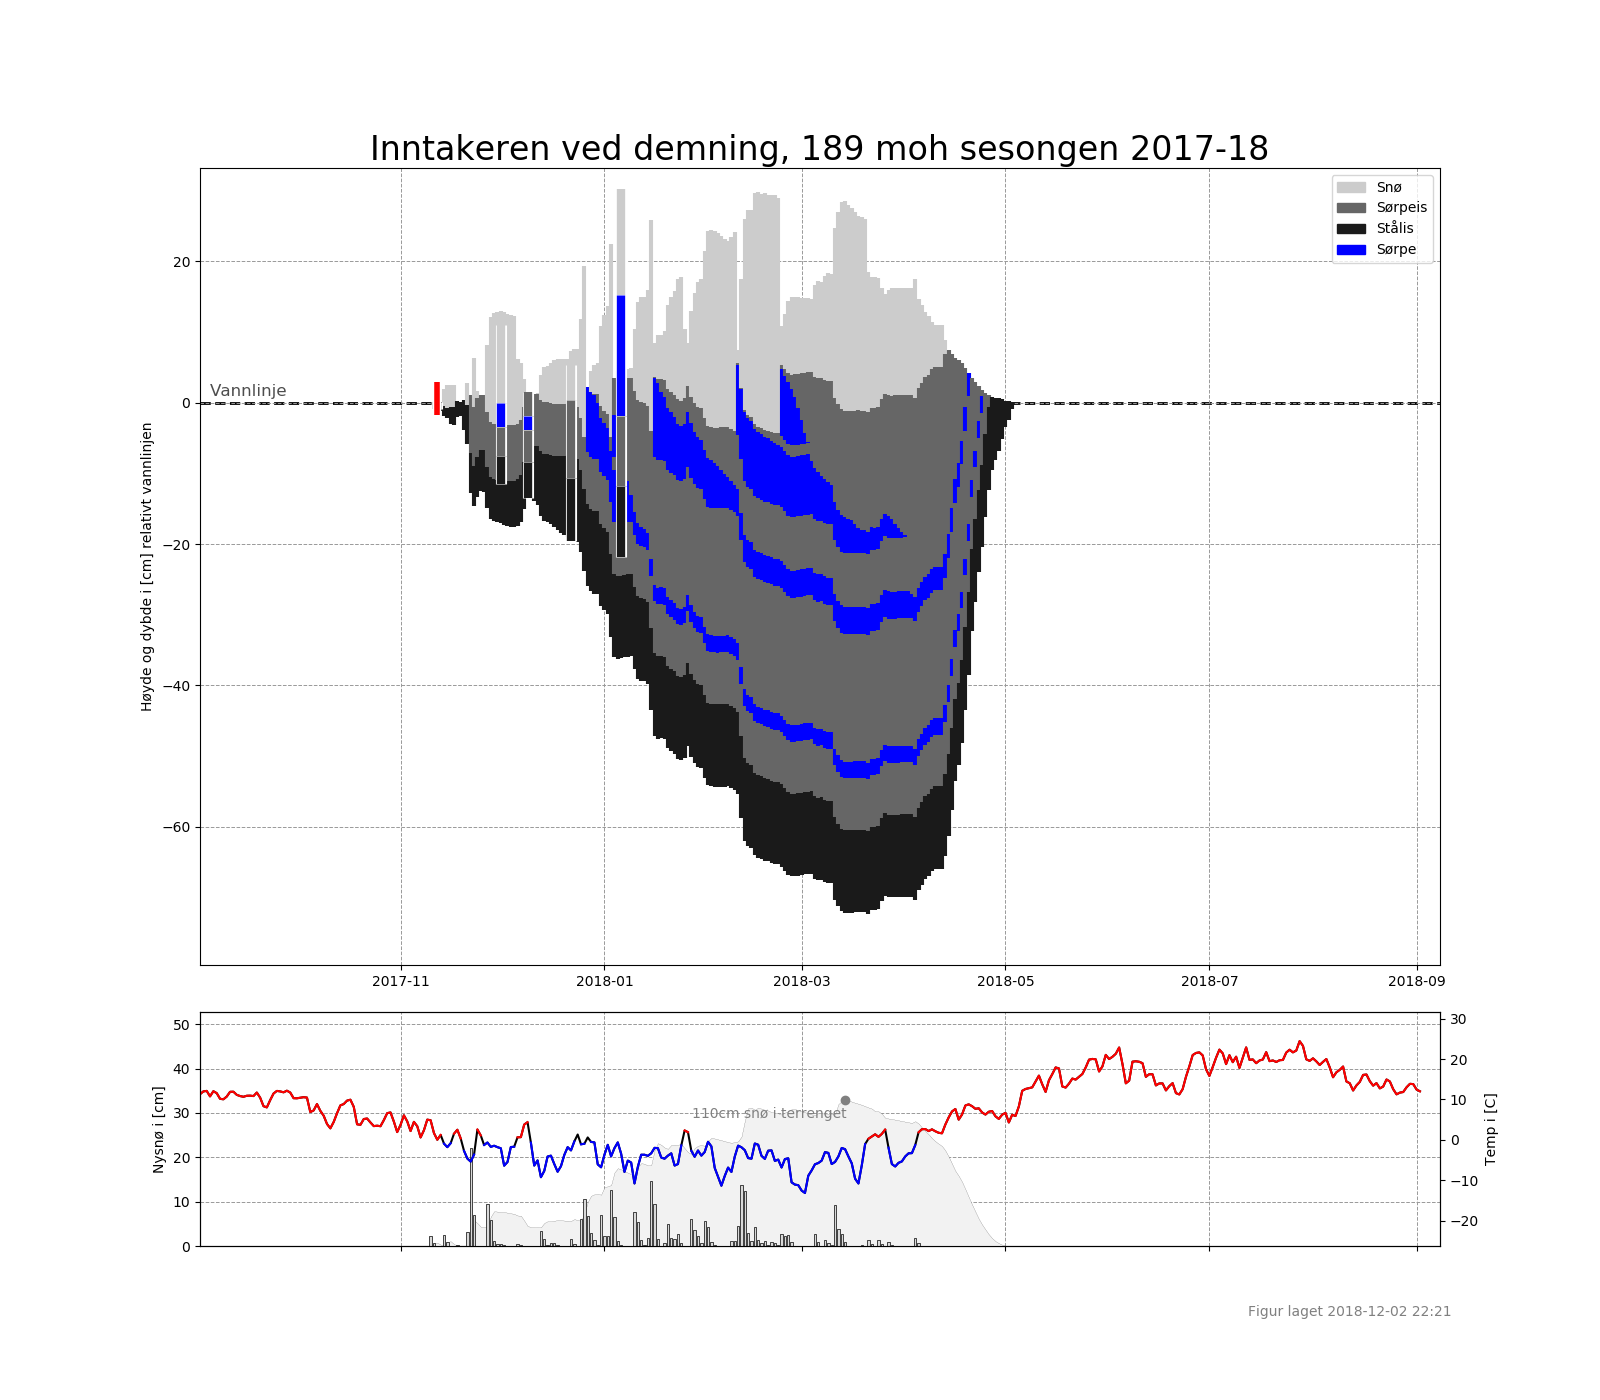 Inntakeren ved demning, 189 moh sesongen 2017-18
Snø
Sørpeis
Stålis
Sørpe
Vannlinje
Høyde og dybde i [cm] relativt vannlinjen
20
0
−20
−40
−60
2017-11
2018-01
2018-03
2018-05
2018-07
2018-09
Nysnø i [cm]
50
40
30
20
10
0
110cm snø i terrenget
30
20
10
0
−10
−20
Temp i [C]
Figur laget 2018-12-02 22:21